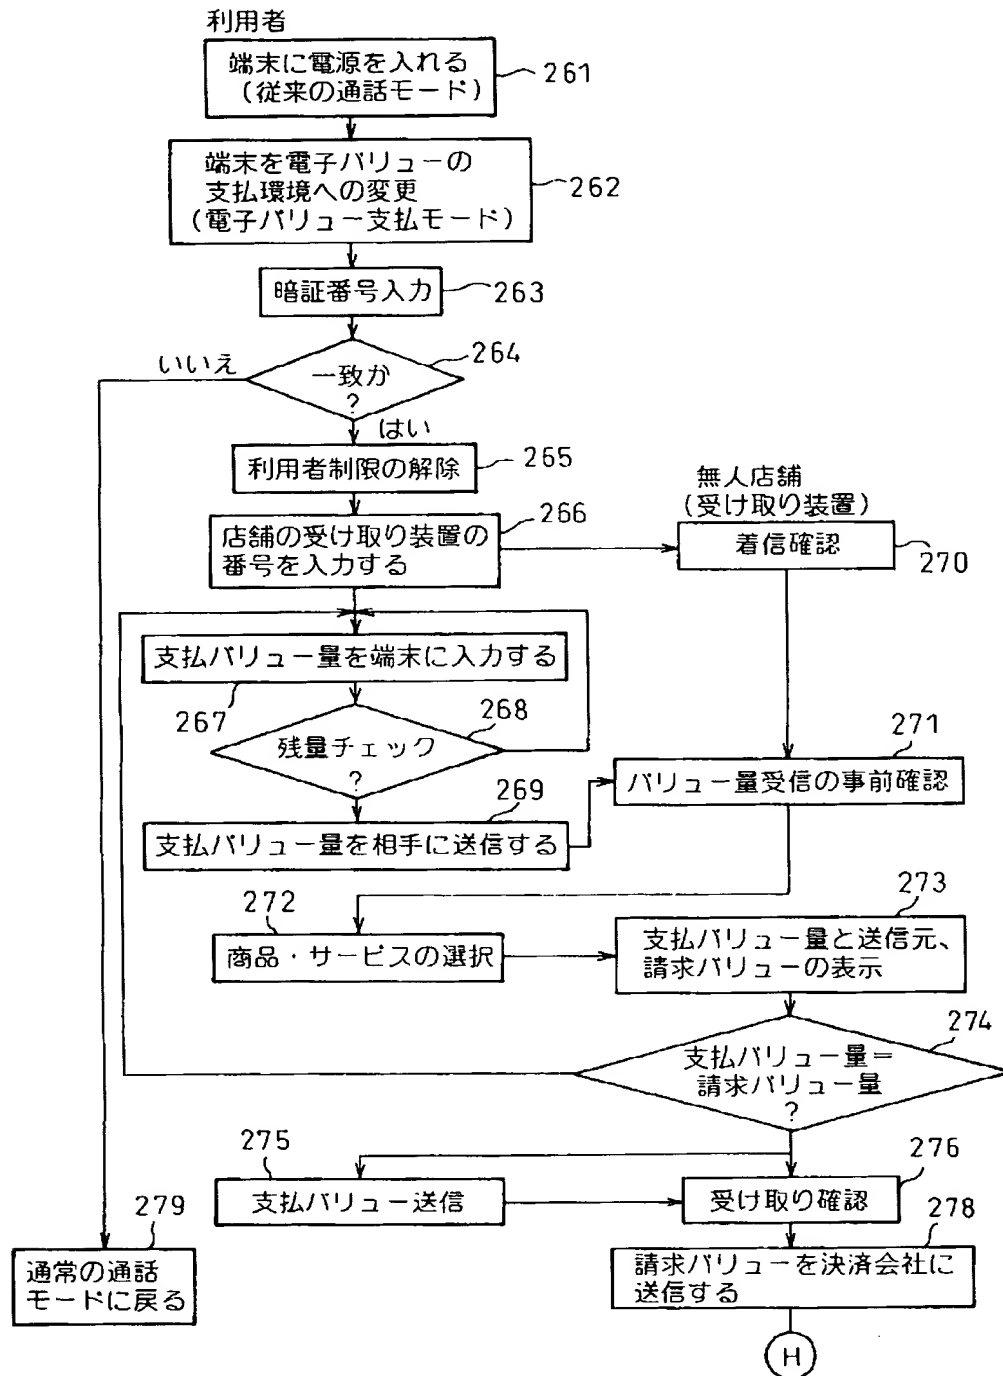 利用者
端末に電源を入れる
(従来の通話モード)
261
端末を電子バリューの
支払環境への変更
(電子バリュー支払モード)
262
暗証番号入力
263
264
いいえ
一致か
?
はい
利用者制限の解除
265
無人店舗
(受け取り装置)
店舗の受け取り装置の
番号を入力する
266
着信確認
270
支払バリュー量を端末に入力する
267
268
残量チェック
?
271
バリュー量受信の事前確認
269
支払バリュー量を相手に送信する
272
商品・サービスの選択
273
支払バリュー量と送信元、
請求バリューの表示
274
支払バリュー量=
請求バリュー量
?
275
支払バリュー送信
276
受け取り確認
278
請求バリューを決済会社に
送信する
279
通常の通話
モードに戻る
H